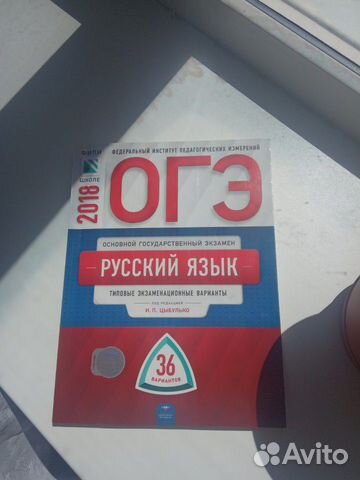 ФИПИ
ШКОЛЕ
ФЕДЕРАЛЬНЫЙ ИНСТИТУТ ПЕДАГОГИЧЕСКИХ ИЗМЕРЕНИЙ
2018
ОГЭ
ОСНОВНОЙ ГОСУДАРСТВЕННЫЙ ЭКЗАМЕН
РУССКИЙ ЯЗЫК
ТИПОВЫЕ ЭКЗАМЕНАЦИОННЫЕ ВАРИАНТЫ
ПОД РЕДАКЦИЕЙ
И. П. ЦЫБУЛЬКО
36
ВАРИАНТОВ
Avito